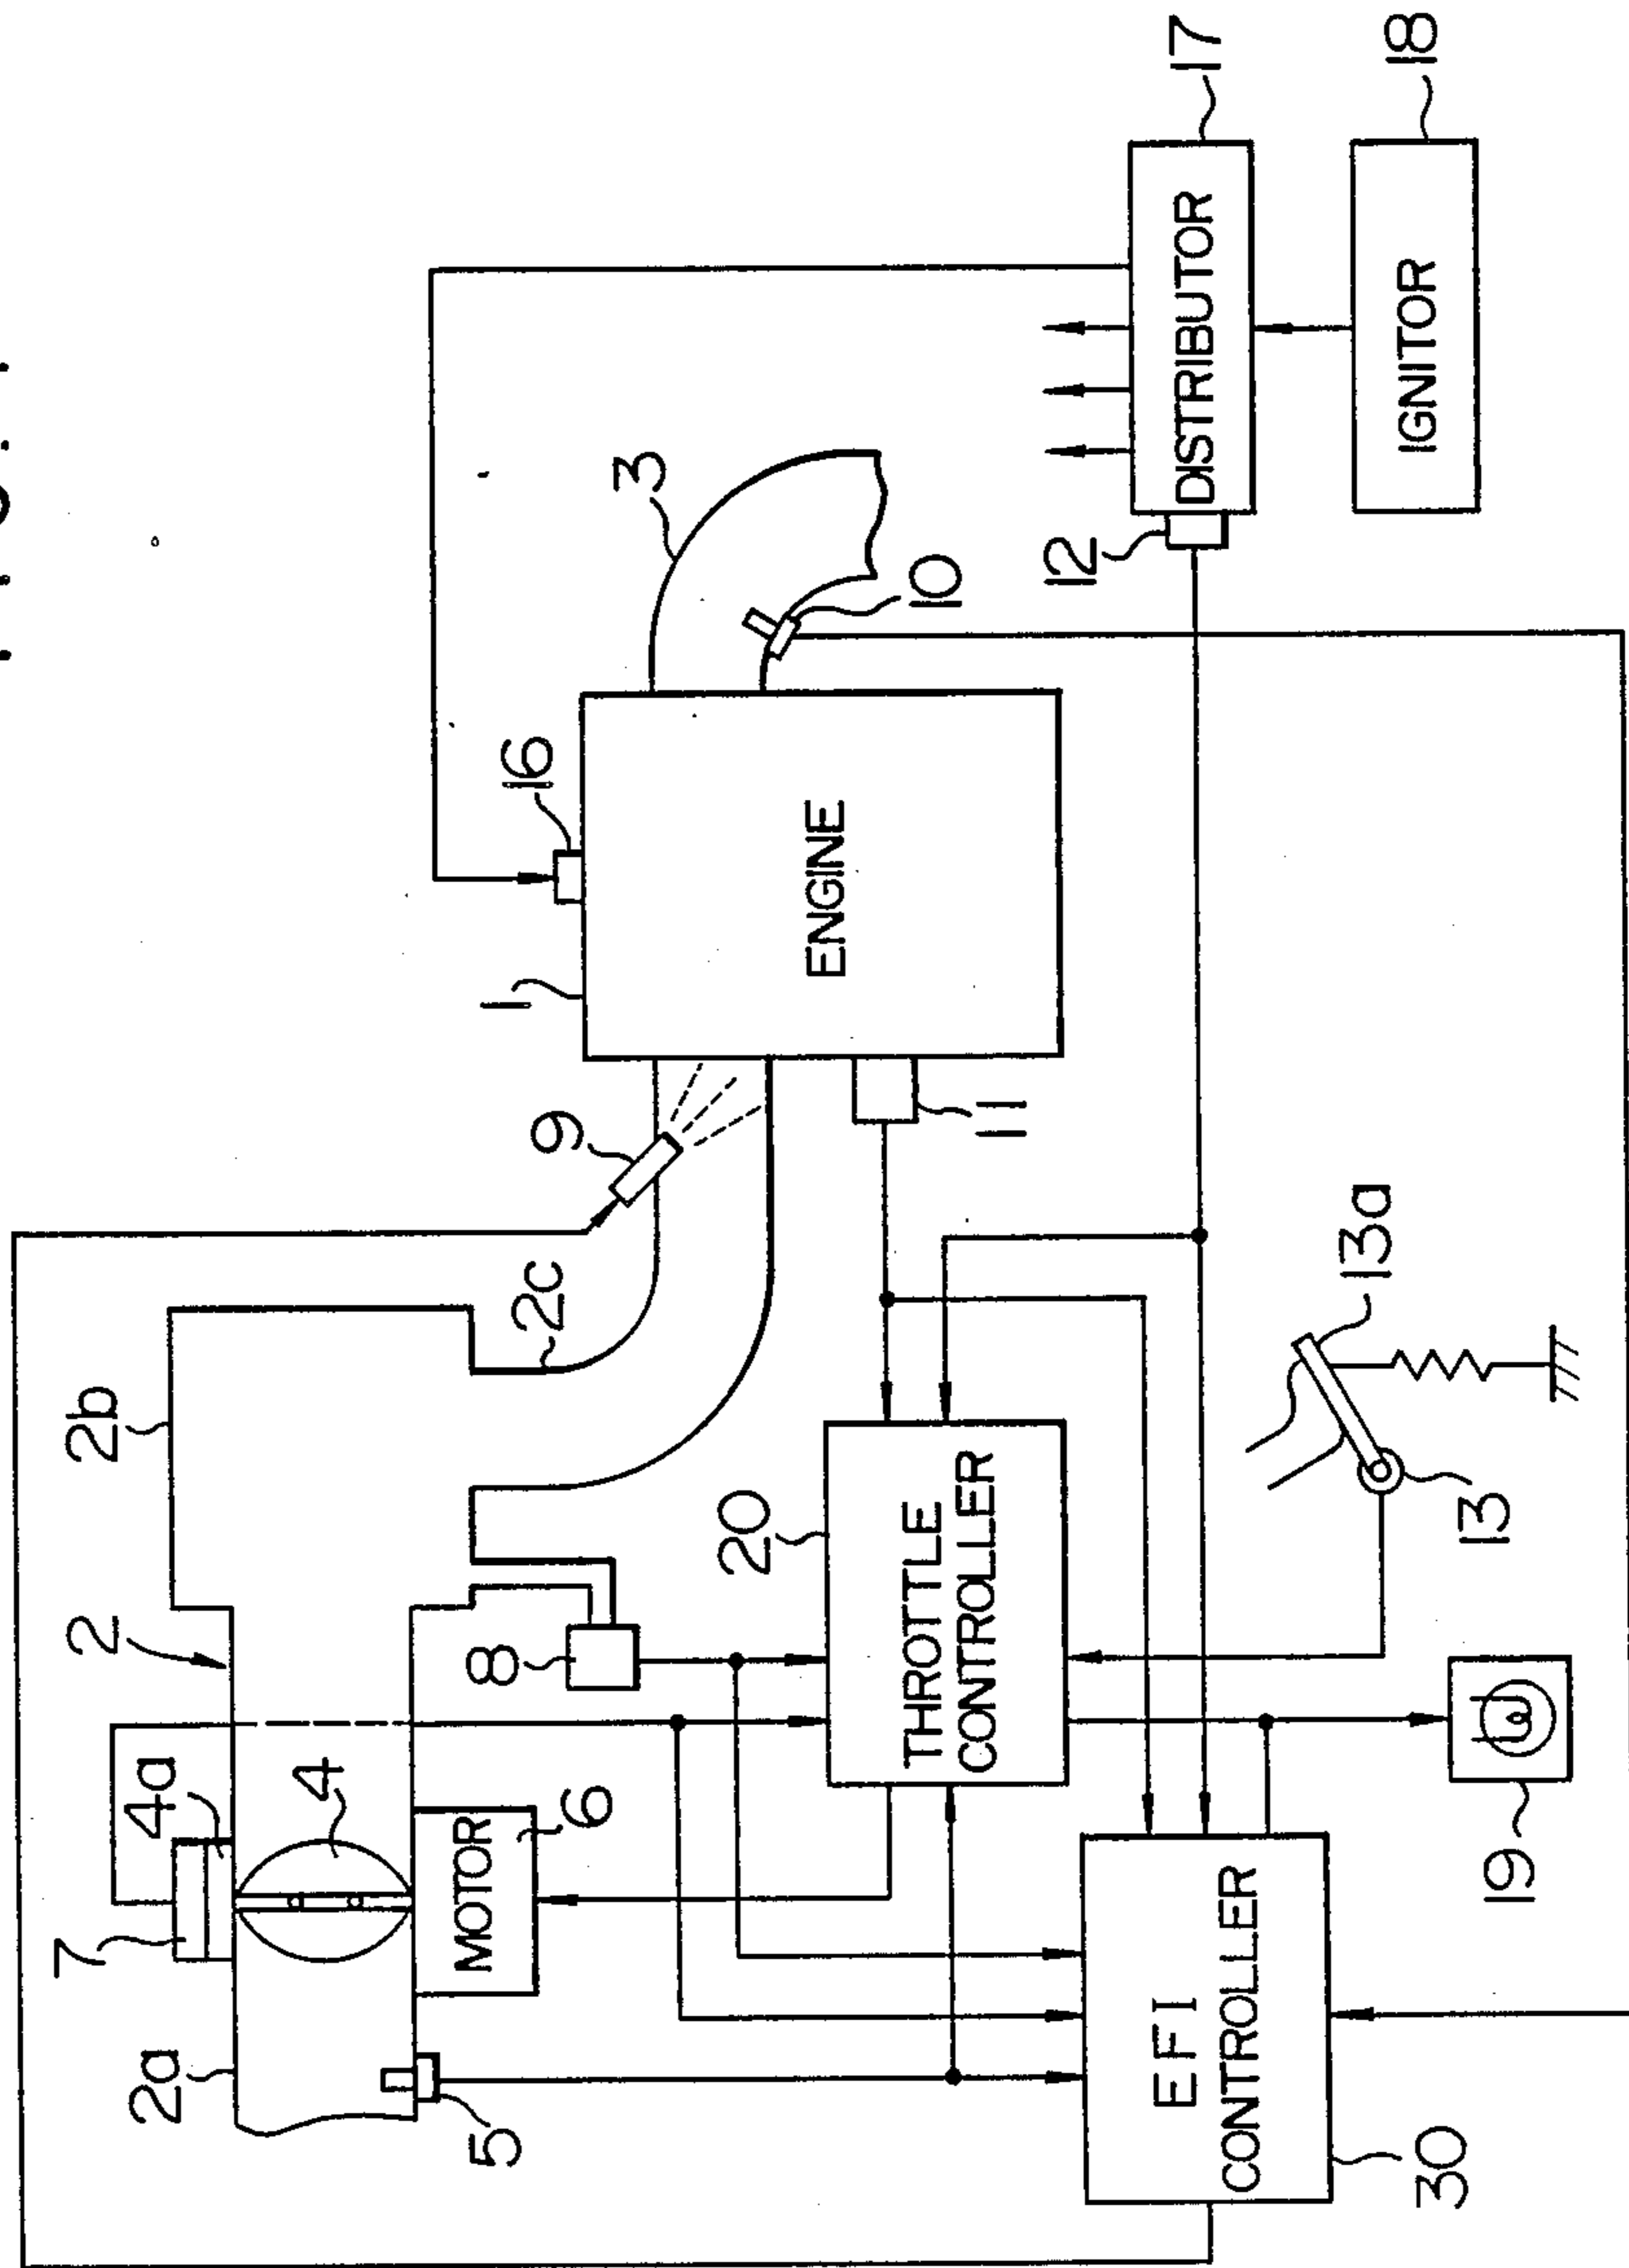 7
2
2b
2a
4a
4
5
MOTOR
6
8
2c
9
1
16
3
20
ENGINE
10
THROTTLE
CONTROLLER
11
12
17
DISTRIBUTOR
EFI
CONTROLLER
13a
18
IGNITOR
30
19
13